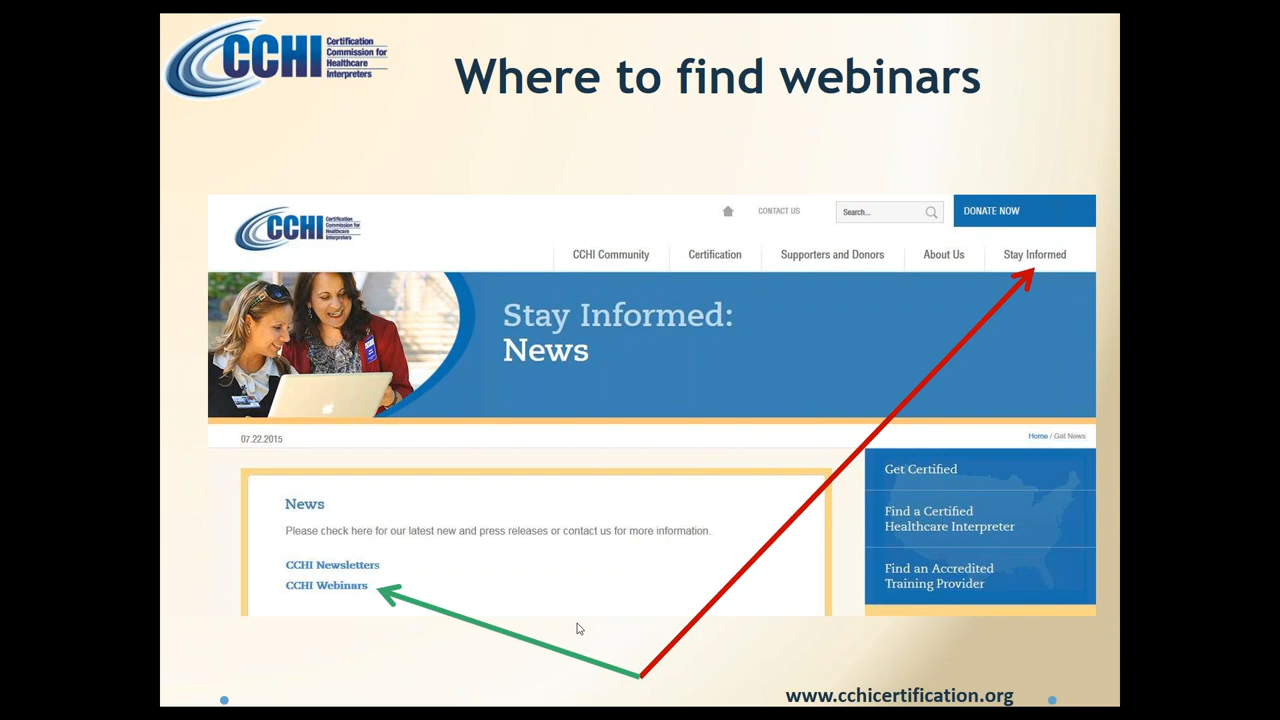 CCHI
Certification
Commission for
Healthcare
Interpreters
Where to find webinars
CCHI
Certification
Commission for
Healthcare
Interpreters
CONTACT US
Search...
DONATE NOW
CCHI Community
Certification
Supporters and Donors
About Us
Stay Informed
Stay Informed:
News
07.22.2015
Home / Get News
News
Please check here for our latest new and press releases or contact us for more information.
CCHI Newsletters
CCHI Webinars
Get Certified
Find a Certified
Healthcare Interpreter
Find an Accredited
Training Provider
www.cchicertification.org